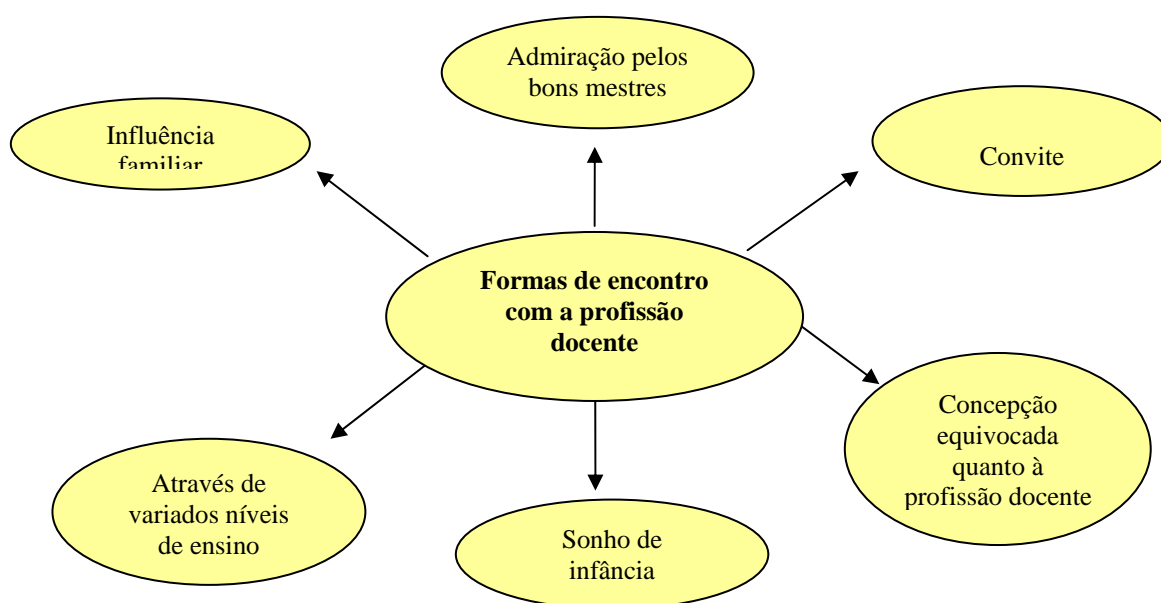 Admiração pelos
bons mestres
Influência
familiar
Convite
Formas de encontro
com a profissão
docente
Concepção
equivocada
quanto à
profissão docente
Através de
variados níveis
de ensino
Sonho de
infância